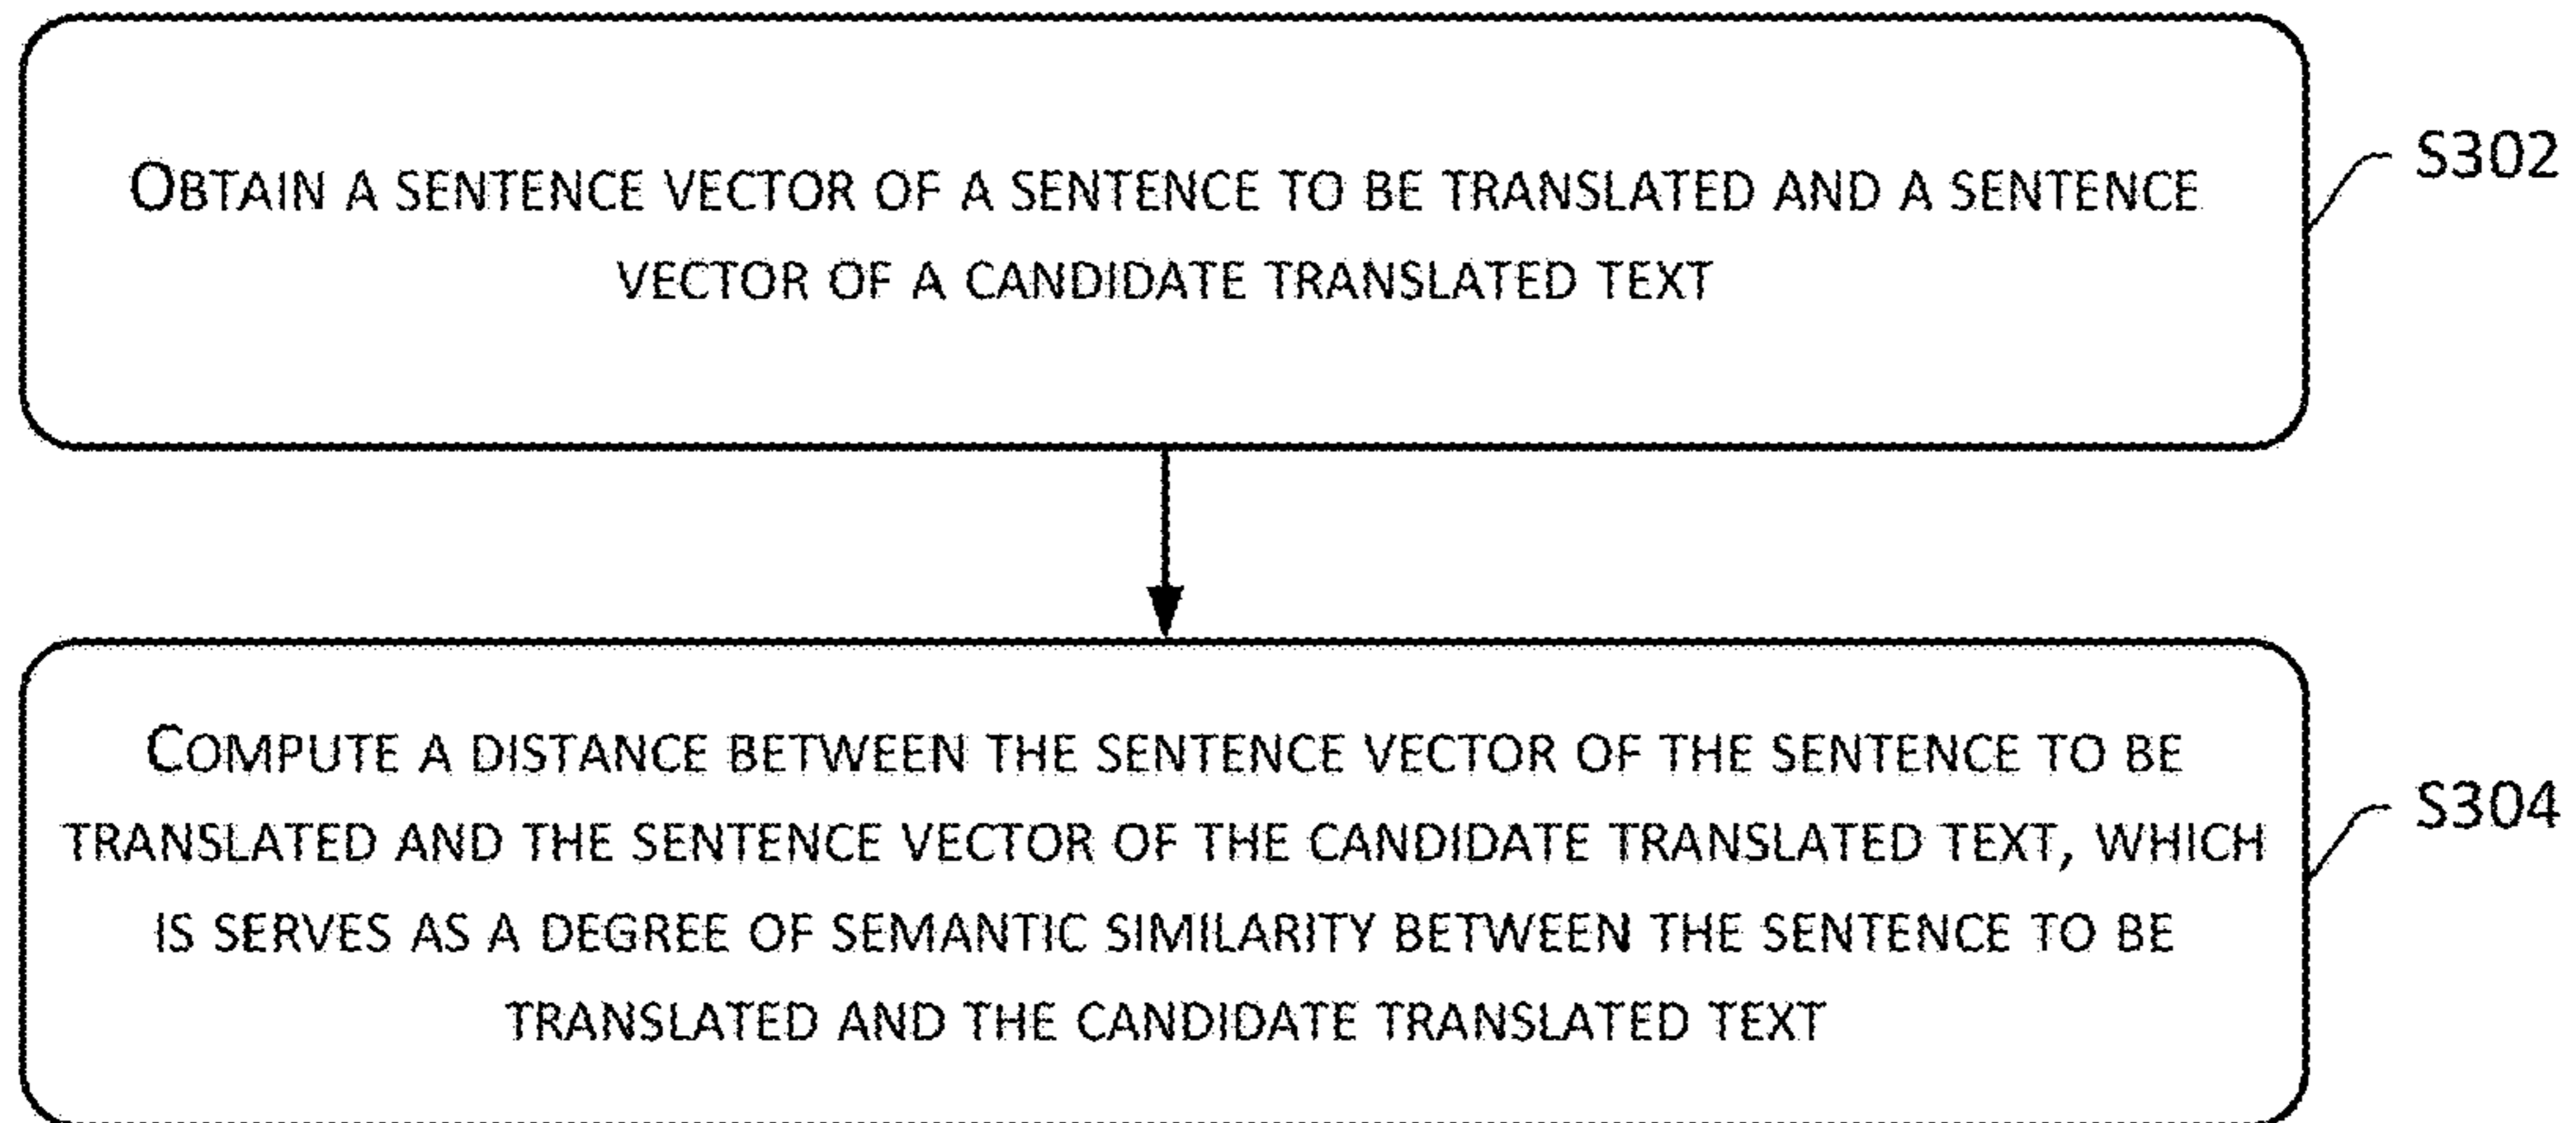 OBTAIN A SENTENCE VECTOR OF A SENTENCE TO BE TRANSLATED AND A SENTENCE
VECTOR OF A CANDIDATE TRANSLATED TEXT
S302
COMPUTE A DISTANCE BETWEEN THE SENTENCE VECTOR OF THE SENTENCE TO BE
TRANSLATED AND THE SENTENCE VECTOR OF THE CANDIDATE TRANSLATED TEXT, WHICH
IS SERVES AS A DEGREE OF SEMANTIC SIMILARITY BETWEEN THE SENTENCE TO BE
TRANSLATED AND THE CANDIDATE TRANSLATED TEXT
S304